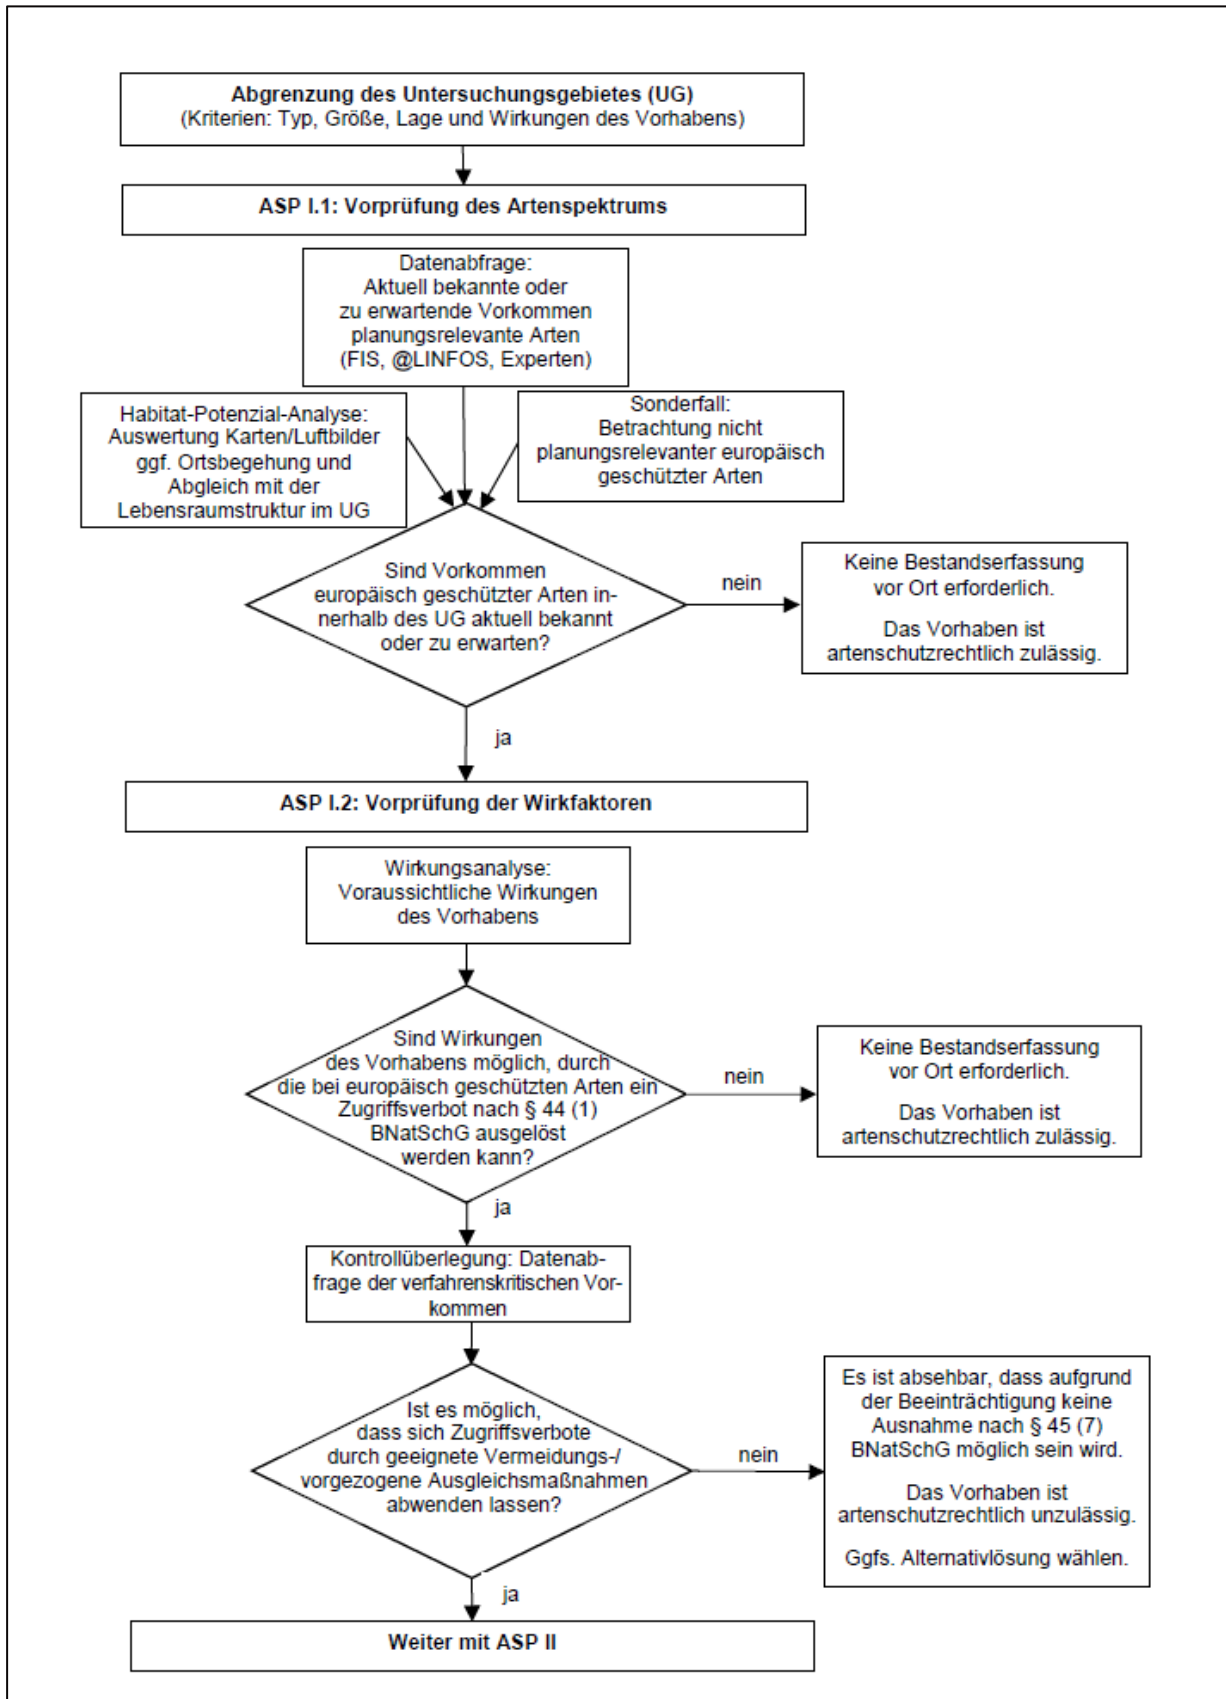 Abgrenzung des Untersuchungsgebietes (UG)
(Kriterien: Typ, Größe, Lage und Wirkungen des Vorhabens)
ASP I.1: Vorprüfung des Artenspektrums
Datenabfrage:
Aktuell bekannte oder
zu erwartende Vorkommen
planungsrelevante Arten
(FIS, @LINFOS, Experten)
Habitat-Potenzial-Analyse:
Auswertung Karten/Luftbilder
ggf. Ortsbegehung und
Abgleich mit der
Lebensraumstruktur im UG
Sonderfall:
Betrachtung nicht
planungsrelevanter europäisch
geschützter Arten
Sind Vorkommen
europäisch geschützter Arten in-
nerhalb des UG aktuell bekannt
oder zu erwarten?
nein
Keine Bestandserfassung
vor Ort erforderlich.
Das Vorhaben ist
artenschutzrechtlich zulässig.
ja
ASP I.2: Vorprüfung der Wirkfaktoren
Wirkungsanalyse:
Voraussichtliche Wirkungen
des Vorhabens
Sind Wirkungen
des Vorhabens möglich, durch
die bei europäisch geschützten Arten ein
Zugriffsverbot nach § 44 (1)
BNatSchG ausgelöst
werden kann?
nein
Keine Bestandserfassung
vor Ort erforderlich.
Das Vorhaben ist
artenschutzrechtlich zulässig.
ja
Kontrollüberlegung: Datenab-
frage der verfahrenskritischen Vor-
kommen
Ist es möglich,
dass sich Zugriffsverbote
durch geeignete Vermeidungs-/
vorgezogene Ausgleichsmaßnahmen
abwenden lassen?
nein
Es ist absehbar, dass aufgrund
der Beeinträchtigung keine
Ausnahme nach § 45 (7)
BNatSchG möglich sein wird.
Das Vorhaben ist
artenschutzrechtlich unzulässig.
Ggfs. Alternativlösung wählen.
ja
Weiter mit ASP II